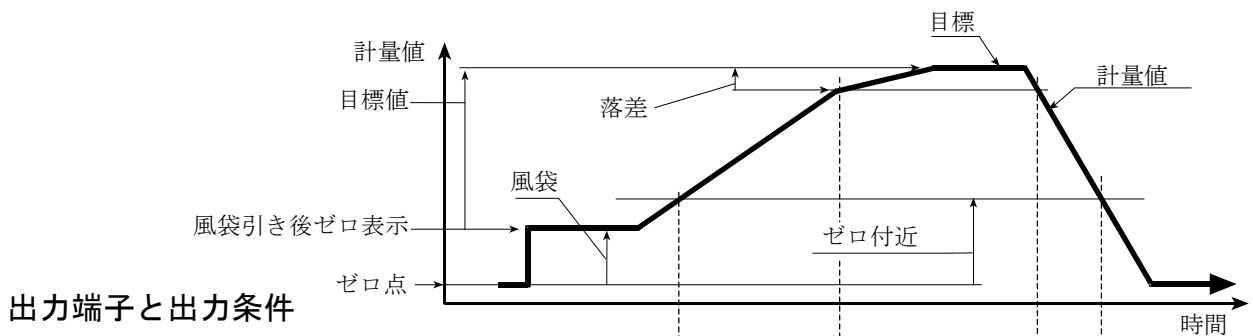 目標
計量値
計量値
目標値
落差
風袋
風袋引き後ゼロ表示
ゼロ付近
ゼロ点
出力端子と出力条件
時間